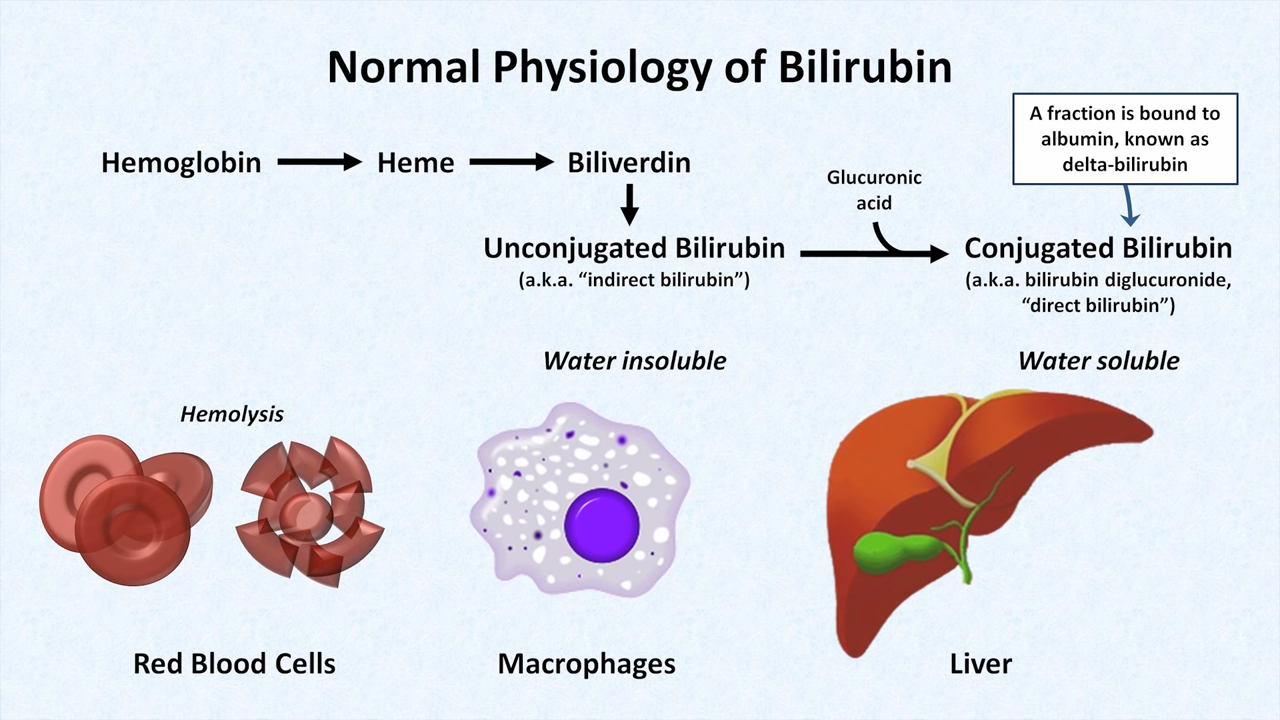 Normal Physiology of Bilirubin
A fraction is bound to
albumin, known as
delta-bilirubin
Hemoglobin
Heme
Biliverdin
Glucuronic
acid
Unconjugated Bilirubin
(a.k.a. “indirect bilirubin”)
Conjugated Bilirubin
(a.k.a. bilirubin diglucuronide,
“direct bilirubin”)
Water insoluble
Water soluble
Hemolysis
Red Blood Cells
Macrophages
Liver